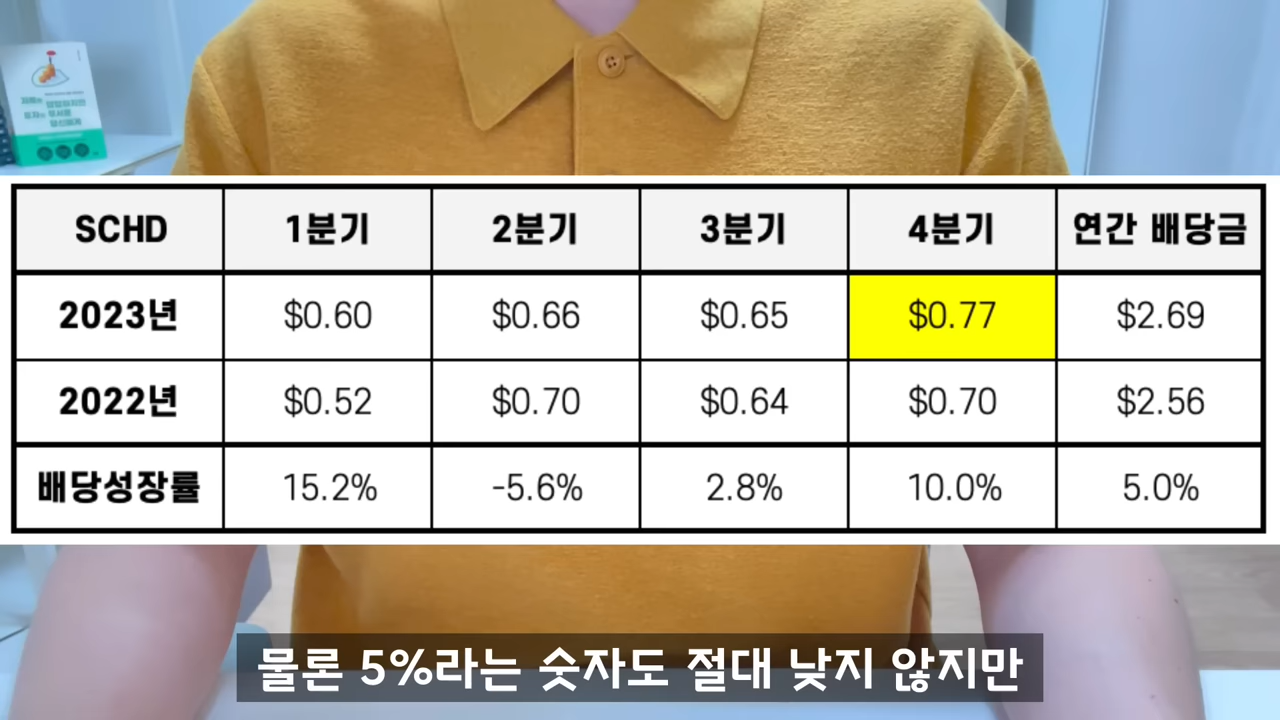 SCHD 1분기 2분기 3분기 4분기 연간 배당금
2023년 $0.60 $0.66 $0.65 $0.77 $2.69
2022년 $0.52 $0.70 $0.64 $0.70 $2.56
배당성장률 15.2% -5.6% 2.8% 10.0% 5.0%
물론 5%라는 숫자도 절대 낮지 않지만